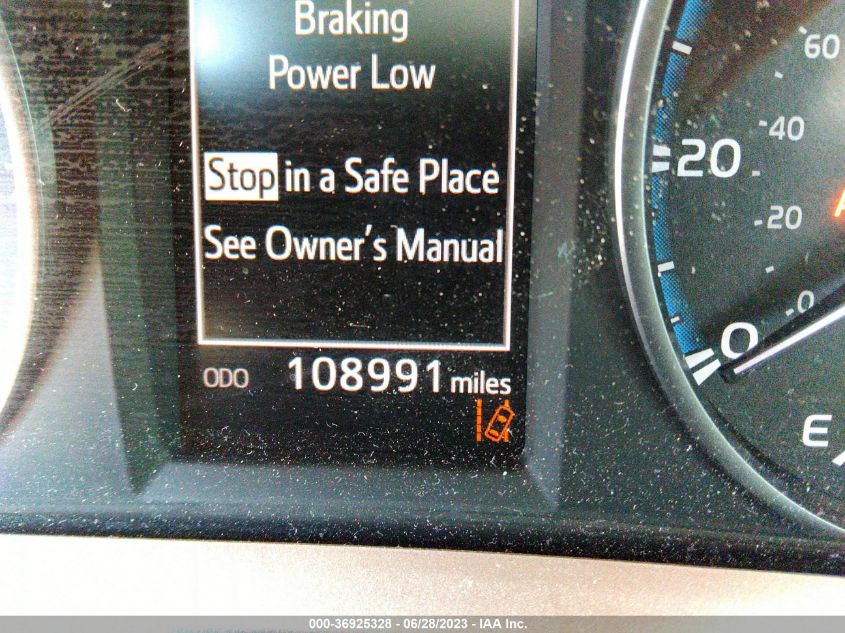 Braking
Power Low
Stop in a Safe Place
See Owner's Manual
ODO 108991 miles
60
40
20
20
0
0
E
000-36925328 - 06/28/2023 - IAA Inc.